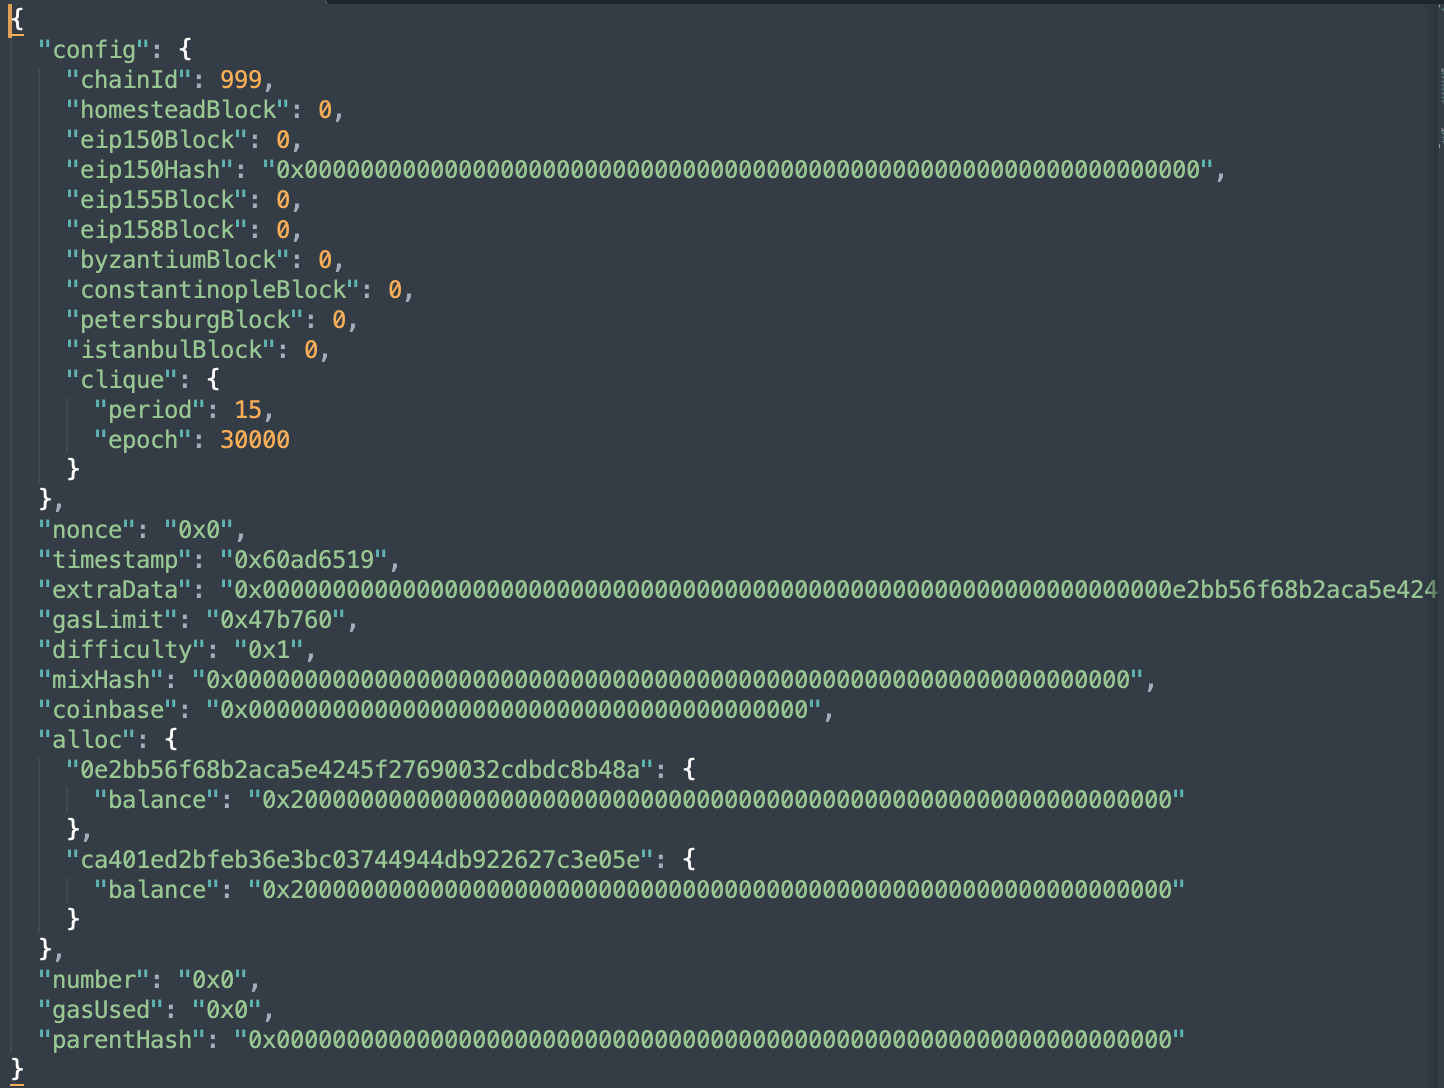 {
"config": {
"chainId": 999,
"homesteadBlock": 0,
"eip150Block": 0,
"eip150Hash": "0x0000000000000000000000000000000000000000000000000000000000000000",
"eip155Block": 0,
"eip158Block": 0,
"byzantiumBlock": 0,
"constantinopleBlock": 0,
"petersburgBlock": 0,
"istanbulBlock": 0,
"clique": {
"period": 15,
"epoch": 30000
}
},
"nonce": "0x0",
"timestamp": "0x60ad6519",
"extraData": "0x00000000000000000000000000000000000000000000000000000000000000000e2bb56f68b2aca5e424
"gasLimit": "0x47b760",
"difficulty": "0x1",
"mixHash": "0x0000000000000000000000000000000000000000000000000000000000000000",
"coinbase": "0x0000000000000000000000000000000000000000",
"alloc": {
"0e2bb56f68b2aca5e4245f27690032cdbdc8b48a": {
"balance": "0x200000000000000000000000000000000000000000000000000000000000000"
},
"ca401ed2bfeb36e3bc03744944db922627c3e05e": {
"balance": "0x200000000000000000000000000000000000000000000000000000000000000"
}
},
"number": "0x0",
"gasUsed": "0x0",
"parentHash": "0x0000000000000000000000000000000000000000000000000000000000000000"
}